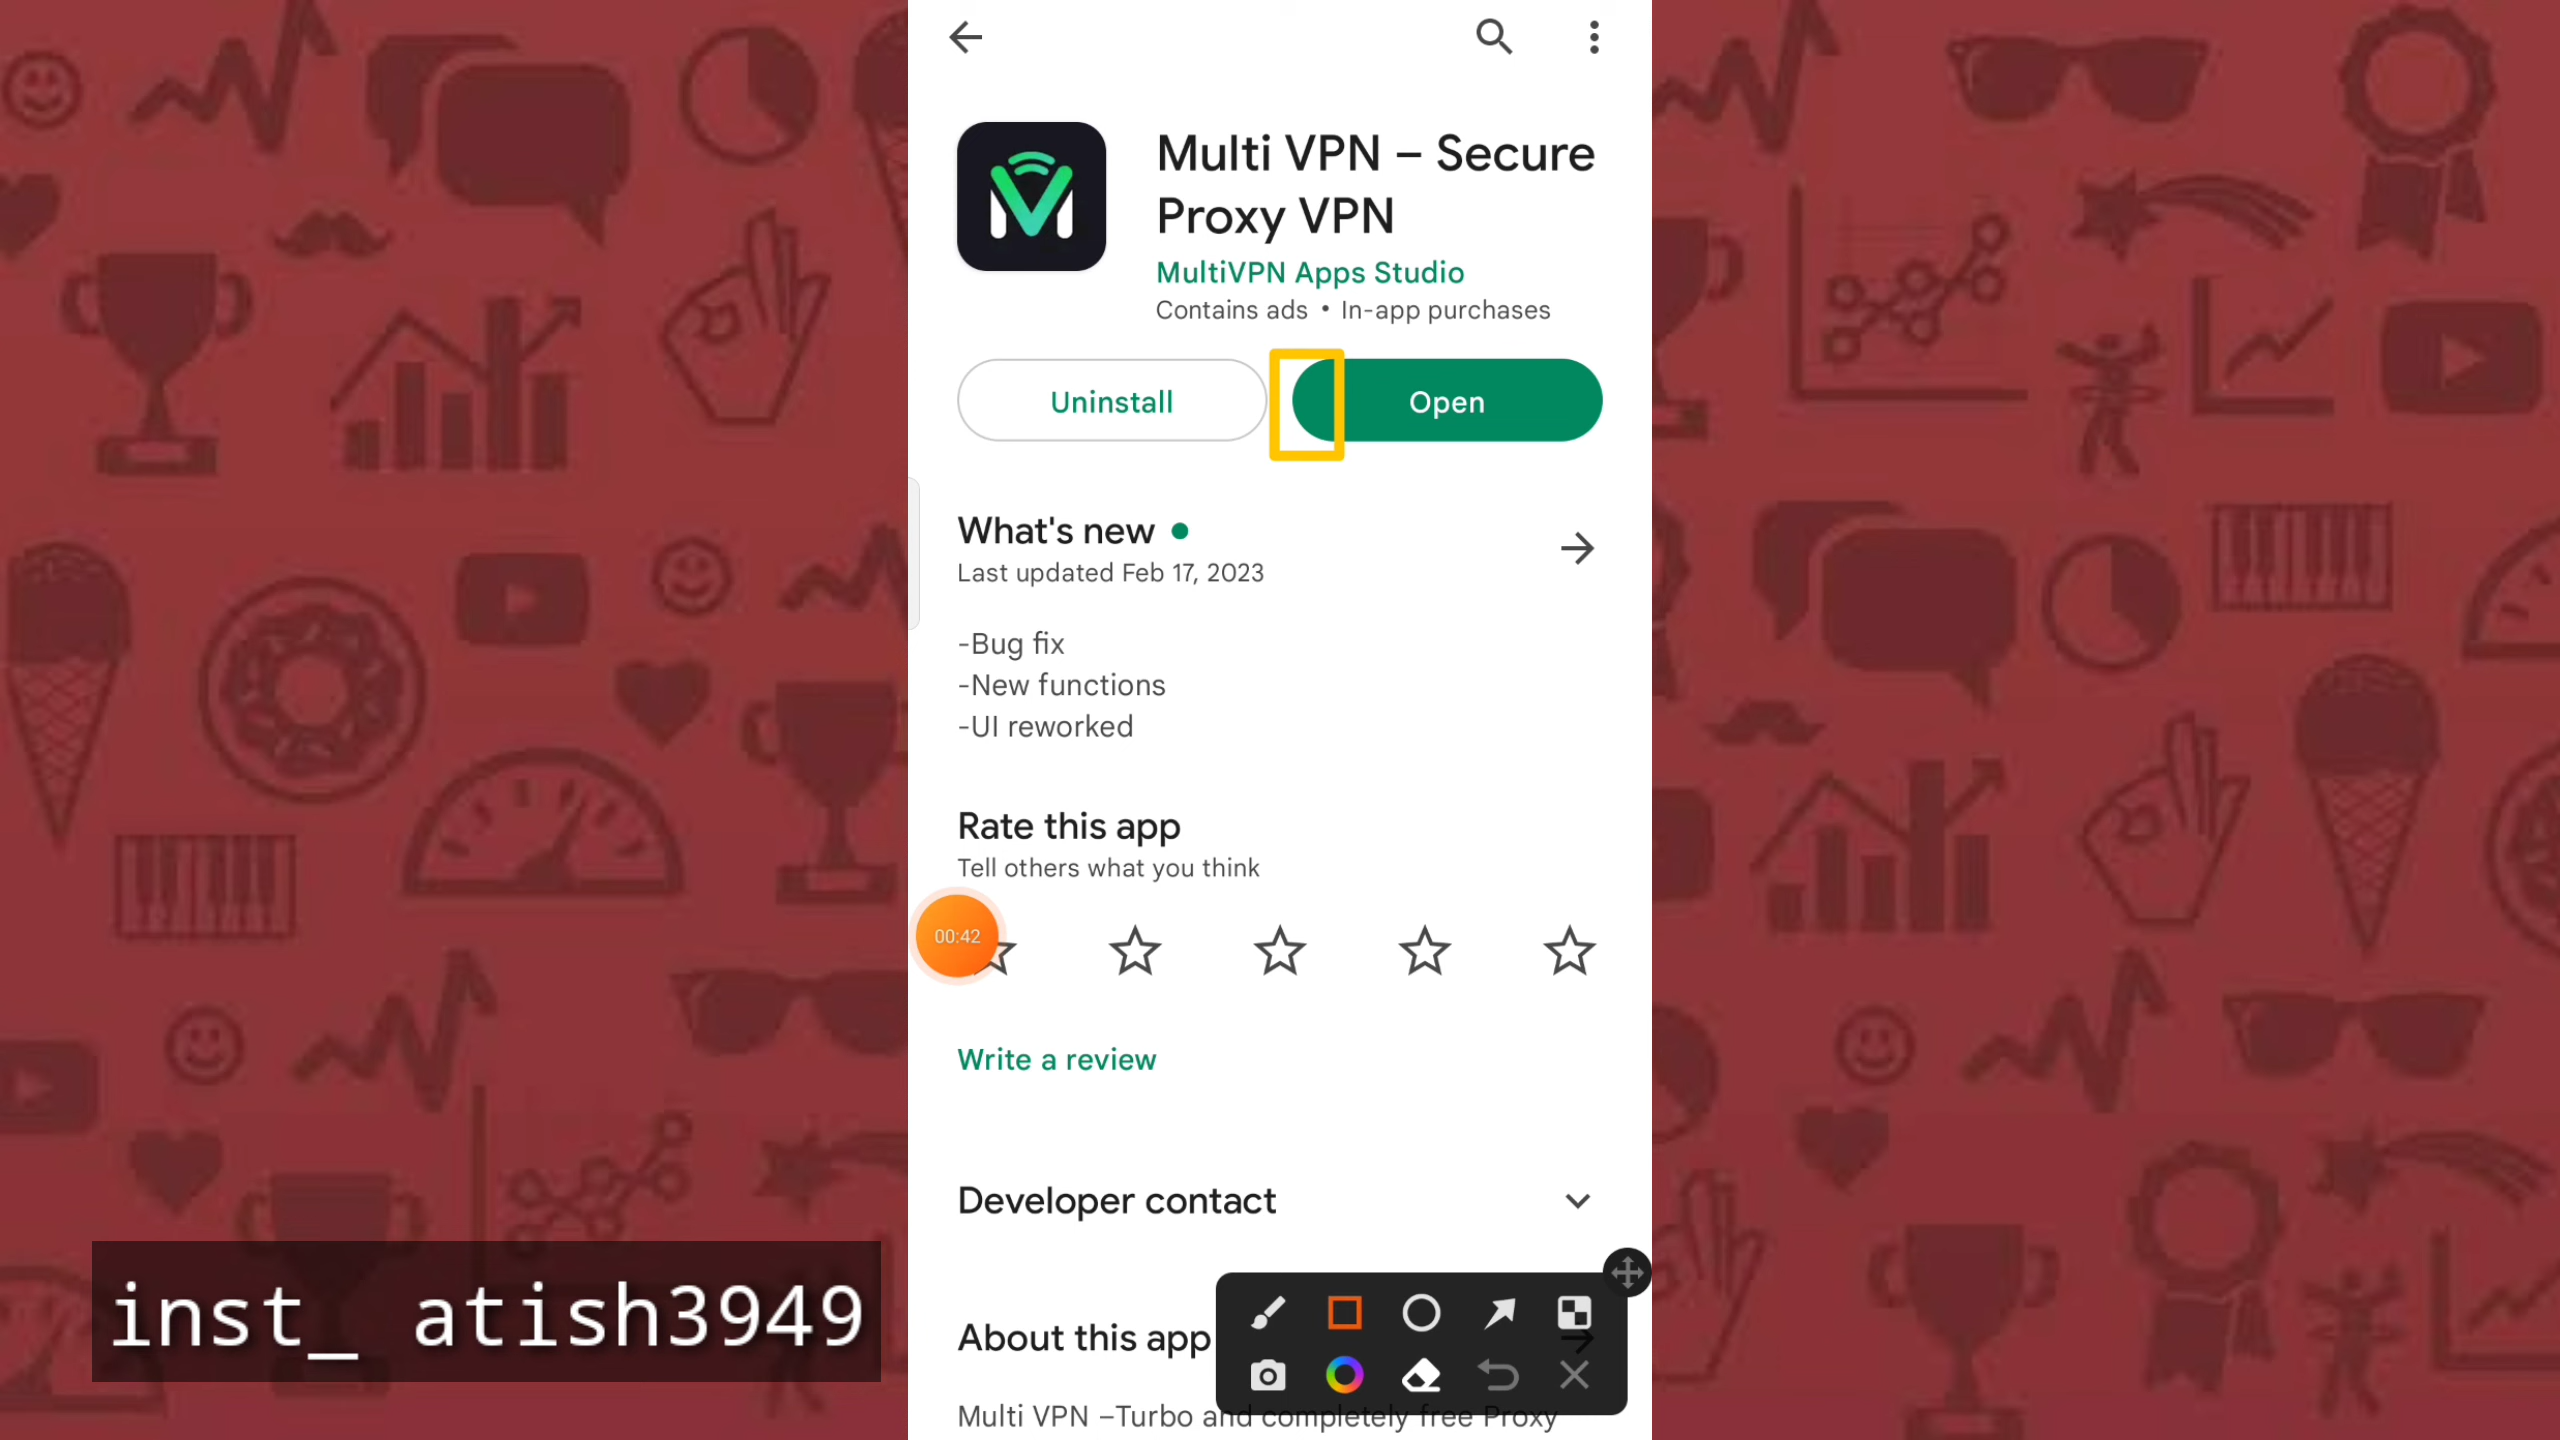 Multi VPN – Secure
Proxy VPN
MultiVPN Apps Studio
Contains ads • In-app purchases
Uninstall
Open
What's new
Last updated Feb 17, 2023
-Bug fix
-New functions
-UI reworked
Rate this app
Tell others what you think
00:42
Write a review
Developer contact
inst_ atish3949
About this app
Multi VPN –Turbo and completely free Proxy